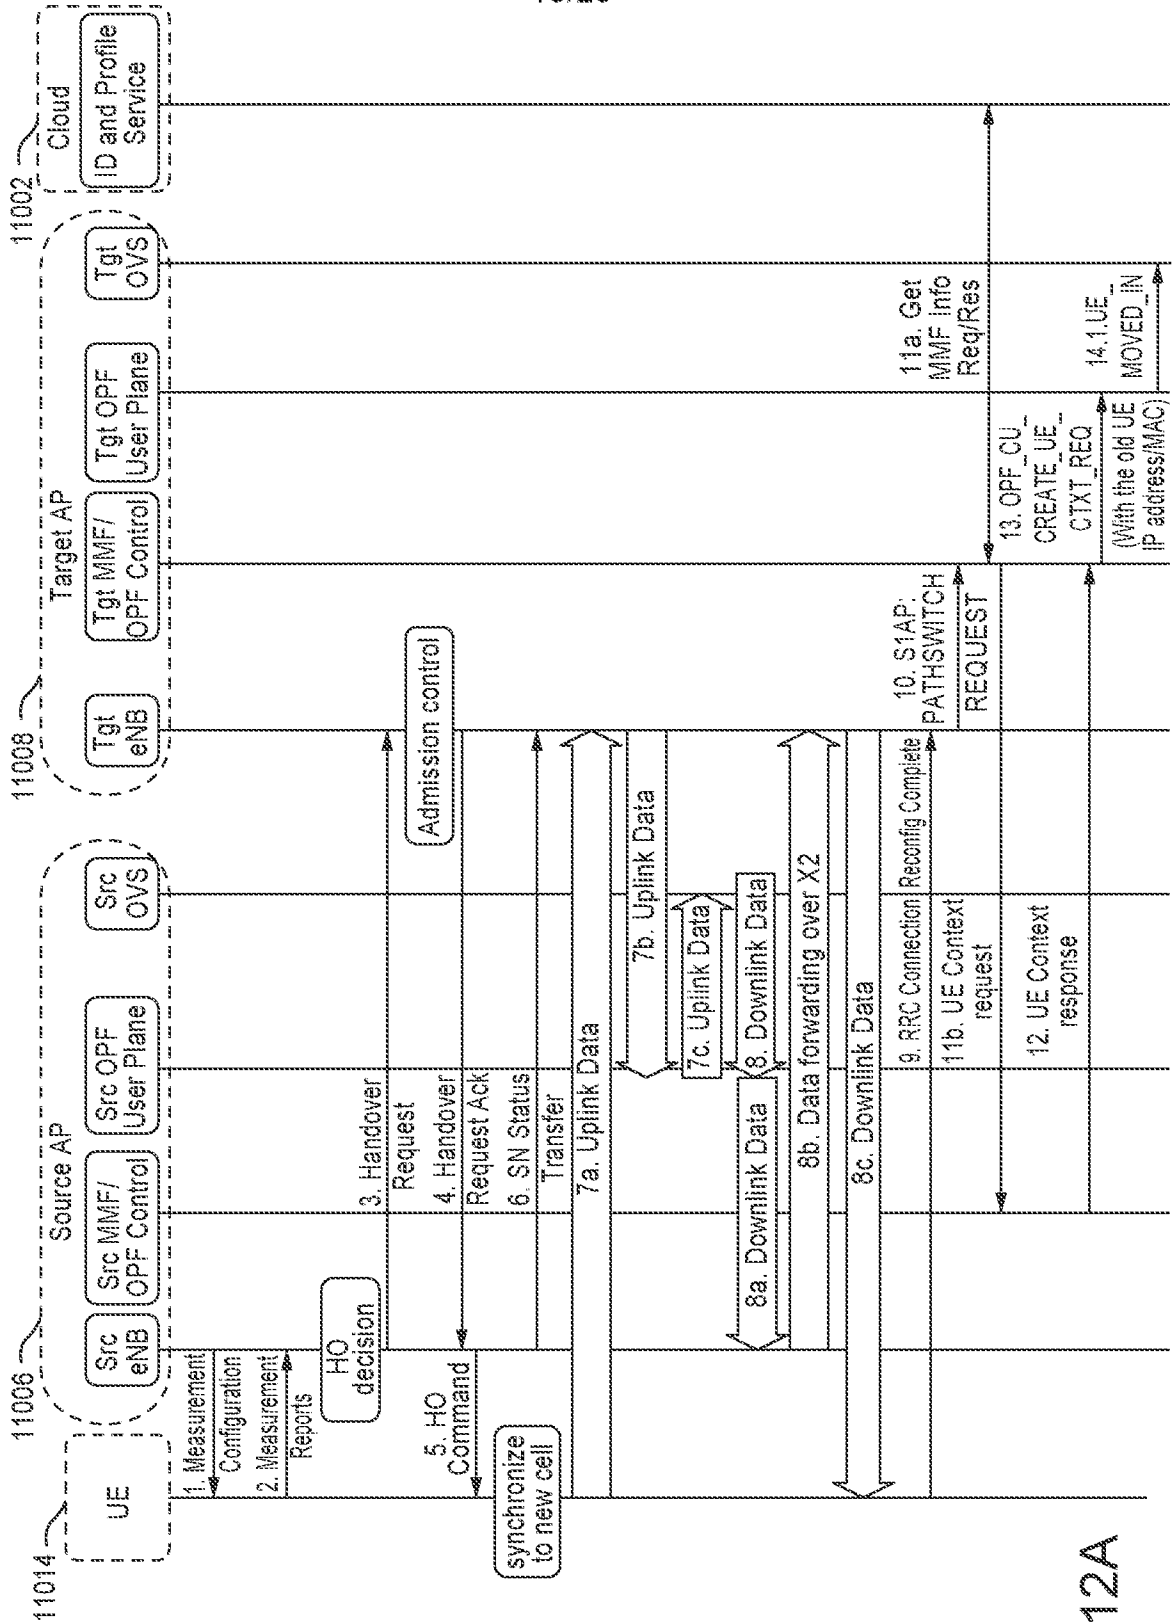 11014
UE
11006
Source AP
Src
eNB
Src MMF/
OPF Control
Src OPF
User Plane
Src
OVS
11008
Target AP
Tgt
eNB
Tgt MMF/
OPF Control
Tgt OPF
User Plane
Tgt
OVS
11002
Cloud
ID and Profile
Service
1. Measurement
Configuration
2. Measurement
Reports
HO
decision
3. Handover
Request
Admission control
4. Handover
Request Ack
5. HO
Command
synchronize
to new cell
6. SN Status
Transfer
7a. Uplink Data
7b. Uplink Data
7c. Uplink Data
8. Downlink Data
8a. Downlink Data
8b. Data forwarding over X2
8c. Downlink Data
9. RRC Connection Reconfig Complete
10. S1AP:
PATHSWITCH
REQUEST
11a. Get
MMF Info
Req/Res
11b. UE Context
request
12. UE Context
response
13. OPF_CU_
CREATE_UE_
CTXT_REQ
(With the old UE
IP address/MAC)
14.1.UE_
MOVED_IN
12A